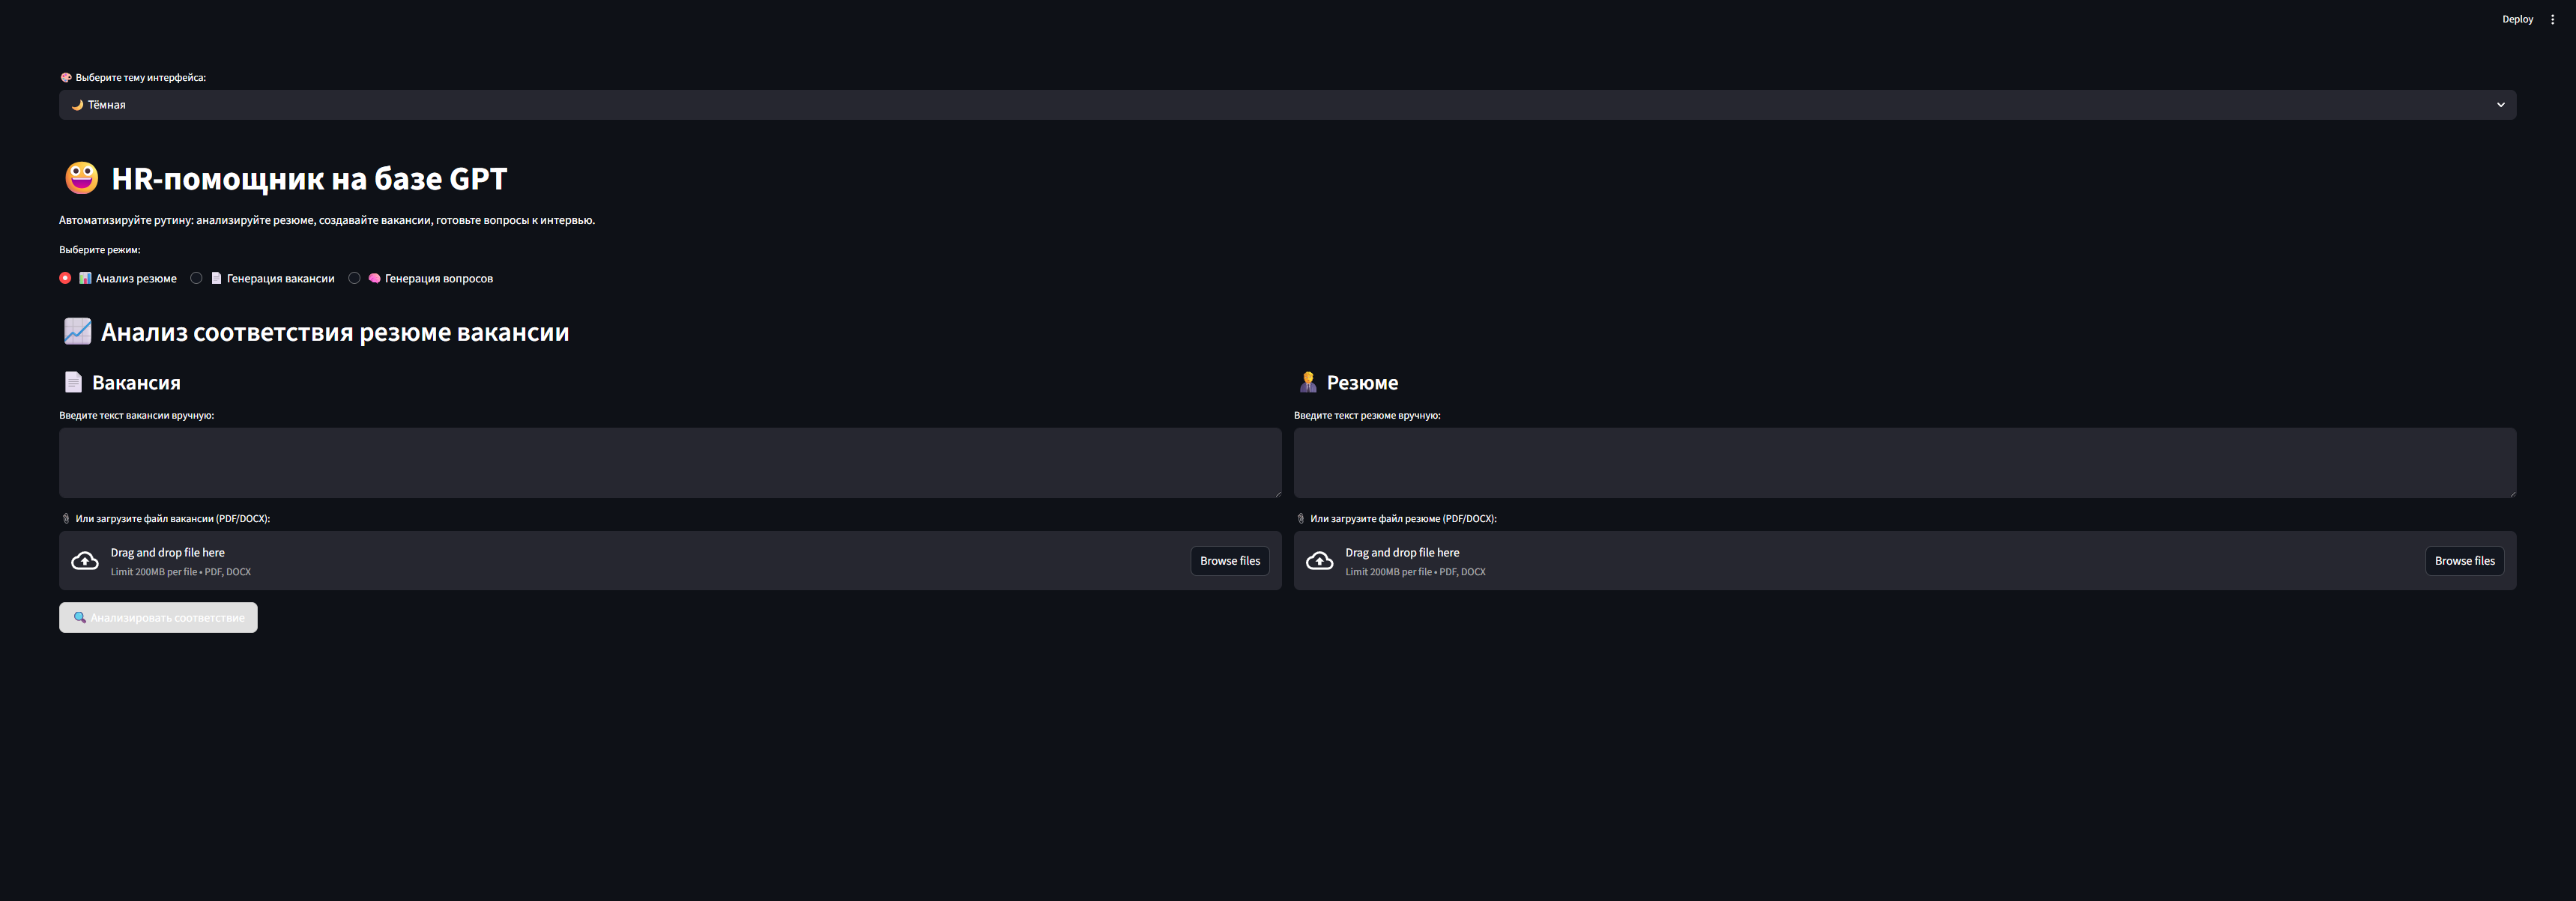 Deploy
Выберите тему интерфейса:
Тёмная
HR-помощник на базе GPT
Автоматизируйте рутину: анализируйте резюме, создавайте вакансии, готовьте вопросы к интервью.
Выберите режим:
Анализ резюме Генерация вакансии Генерация вопросов
Анализ соответствия резюме вакансии
Вакансия
Введите текст вакансии вручную:
Или загрузите файл вакансии (PDF/DOCX):
Drag and drop file here
Limit 200MB per file • PDF, DOCX
Browse files
Резюме
Введите текст резюме вручную:
Или загрузите файл резюме (PDF/DOCX):
Drag and drop file here
Limit 200MB per file • PDF, DOCX
Browse files
Анализировать соответствие